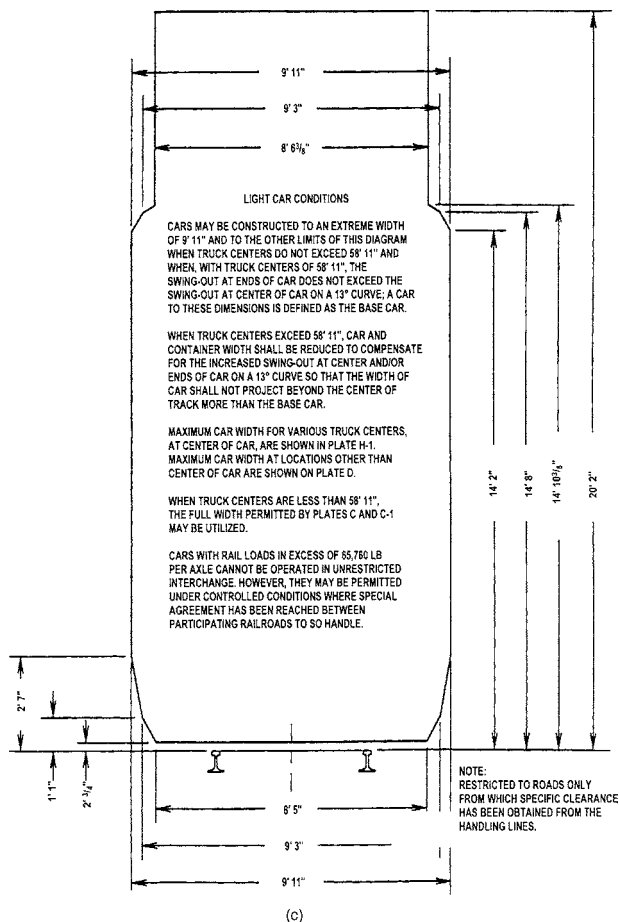 9' 11"
9' 3"
8' 6⅜"
LIGHT CAR CONDITIONS
CARS MAY BE CONSTRUCTED TO AN EXTREME WIDTH
OF 9' 11" AND TO THE OTHER LIMITS OF THIS DIAGRAM
WHEN TRUCK CENTERS DO NOT EXCEED 58' 11" AND
WHEN, WITH TRUCK CENTERS OF 58' 11", THE
SWING-OUT AT ENDS OF CAR DOES NOT EXCEED THE
SWING-OUT AT CENTER OF CAR ON A 13° CURVE; A CAR
TO THESE DIMENSIONS IS DEFINED AS THE BASE CAR.
WHEN TRUCK CENTERS EXCEED 58' 11", CAR AND
CONTAINER WIDTH SHALL BE REDUCED TO COMPENSATE
FOR THE INCREASED SWING-OUT AT CENTER AND/OR
ENDS OF CAR ON A 13° CURVE SO THAT THE WIDTH OF
CAR SHALL NOT PROJECT BEYOND THE CENTER OF
TRACK MORE THAN THE BASE CAR.
MAXIMUM CAR WIDTH FOR VARIOUS TRUCK CENTERS,
AT CENTER OF CAR, ARE SHOWN IN PLATE H-1.
MAXIMUM CAR WIDTH AT LOCATIONS OTHER THAN
CENTER OF CAR ARE SHOWN ON PLATE D.
WHEN TRUCK CENTERS ARE LESS THAN 58' 11",
THE FULL WIDTH PERMITTED BY PLATES C AND C-1
MAY BE UTILIZED.
CARS WITH RAIL LOADS IN EXCESS OF 65,760 LB
PER AXLE CANNOT BE OPERATED IN UNRESTRICTED
INTERCHANGE. HOWEVER, THEY MAY BE PERMITTED
UNDER CONTROLLED CONDITIONS WHERE SPECIAL
AGREEMENT HAS BEEN REACHED BETWEEN
PARTICIPATING RAILROADS TO SO HANDLE.
14' 2"
14' 8"
14' 10⅜"
20' 2"
2' 7"
1' 1"
2' ¾"
NOTE:
RESTRICTED TO ROADS ONLY
FROM WHICH SPECIFIC CLEARANCE
HAS BEEN OBTAINED FROM THE
HANDLING LINES.
6' 5"
9' 3"
9' 11"
(c)